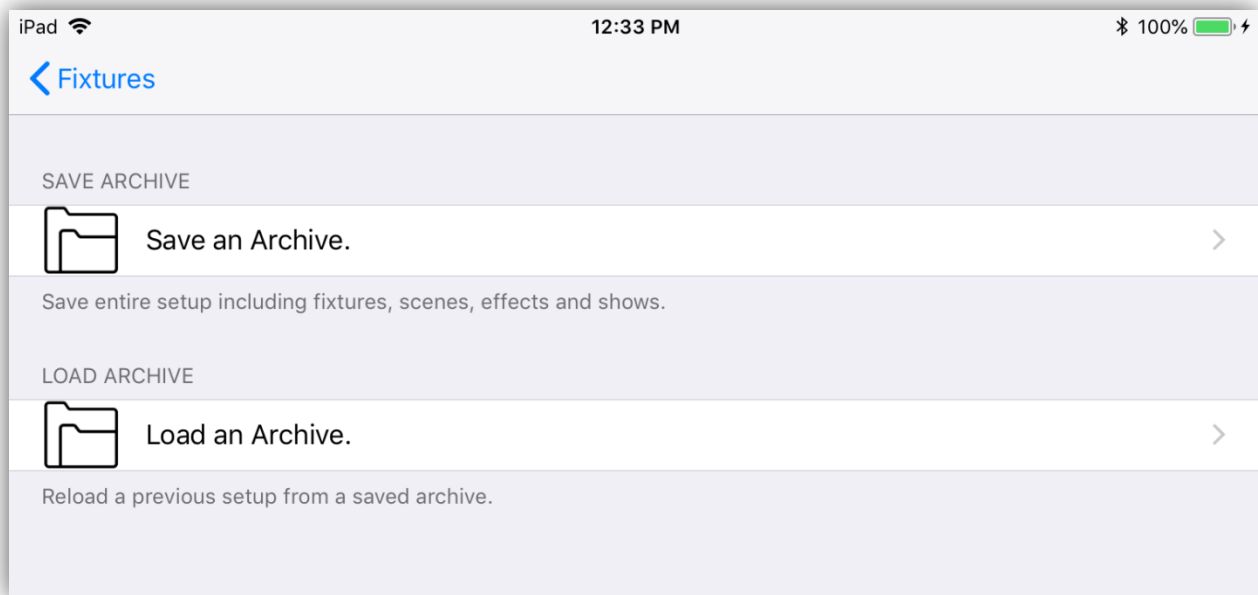 iPad 12:33 PM 100%
Fixtures
SAVE ARCHIVE
Save an Archive.
Save entire setup including fixtures, scenes, effects and shows.
LOAD ARCHIVE
Load an Archive.
Reload a previous setup from a saved archive.